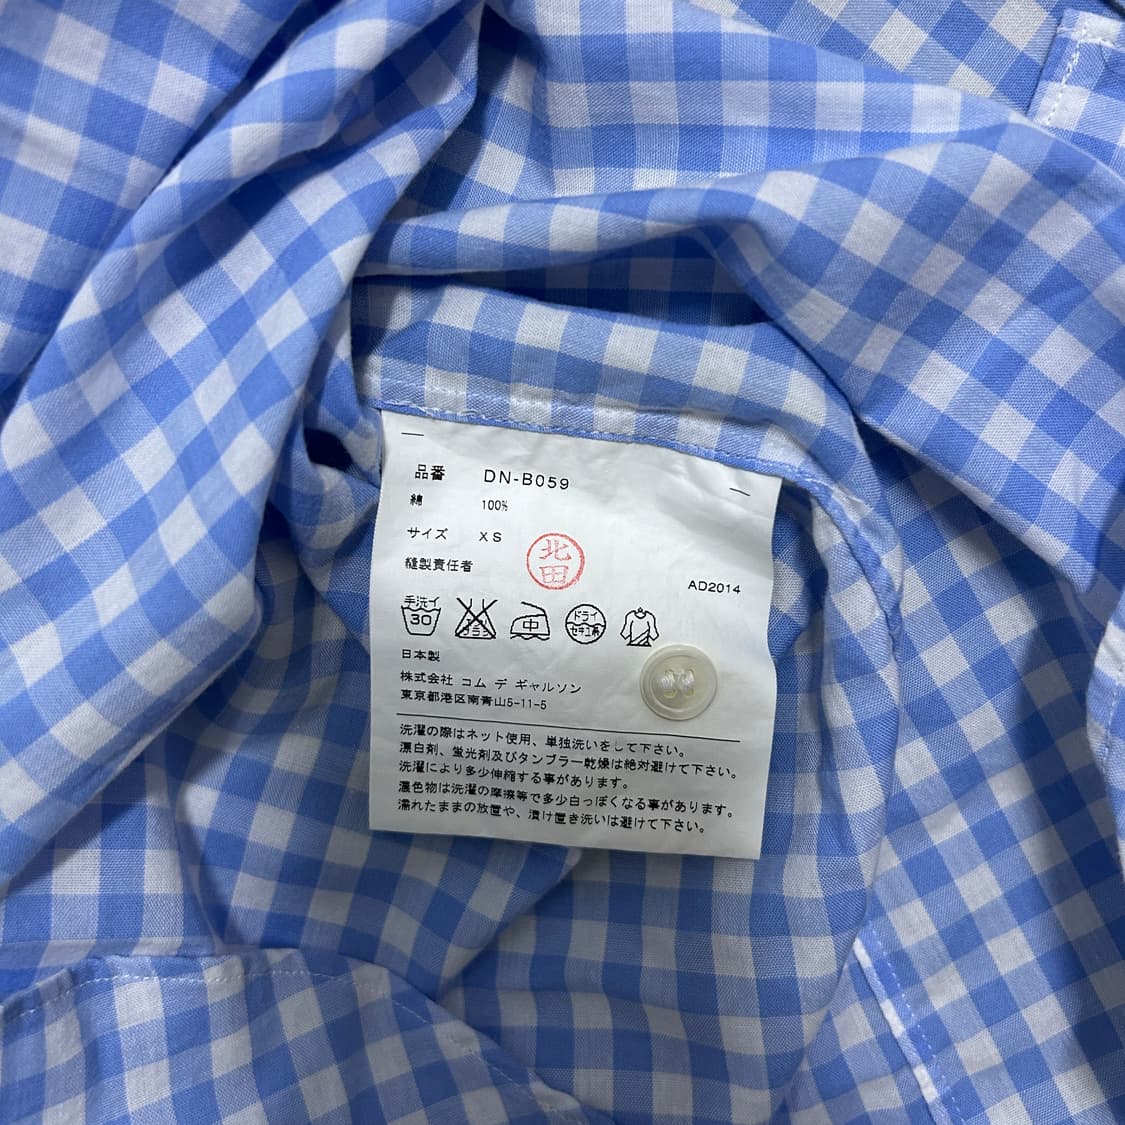 品番 DN-B059
綿 100%
サイズ XS
縫製責任者 北田
AD2014
手洗イ 30 中 ドライ セキユ系
日本製
株式会社 コム デ ギャルソン
東京都港区南青山5-11-5
洗濯の際はネット使用、単独洗いをして下さい。
漂白剤、蛍光剤及びタンブラー乾燥は絶対避けて下さい。
洗濯により多少伸縮する事があります。
濃色物は洗濯の摩擦等で多少白っぽくなる事があります。
濡れたままの放置や、漬け置き洗いは避けて下さい。